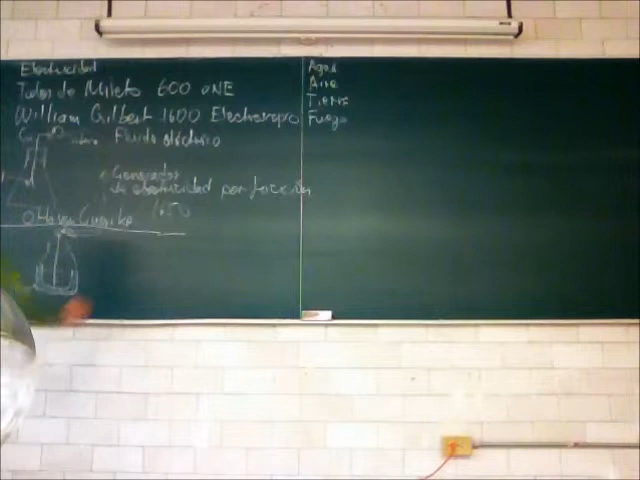 Electricidad
Tales de Mileto 600 aNE
William Gilbert 1600 Electroscopio
Fluido eléctrico
Generador
de electricidad por fricción
Otto von Guericke 1650
Agua
Aire
Tierra
Fuego